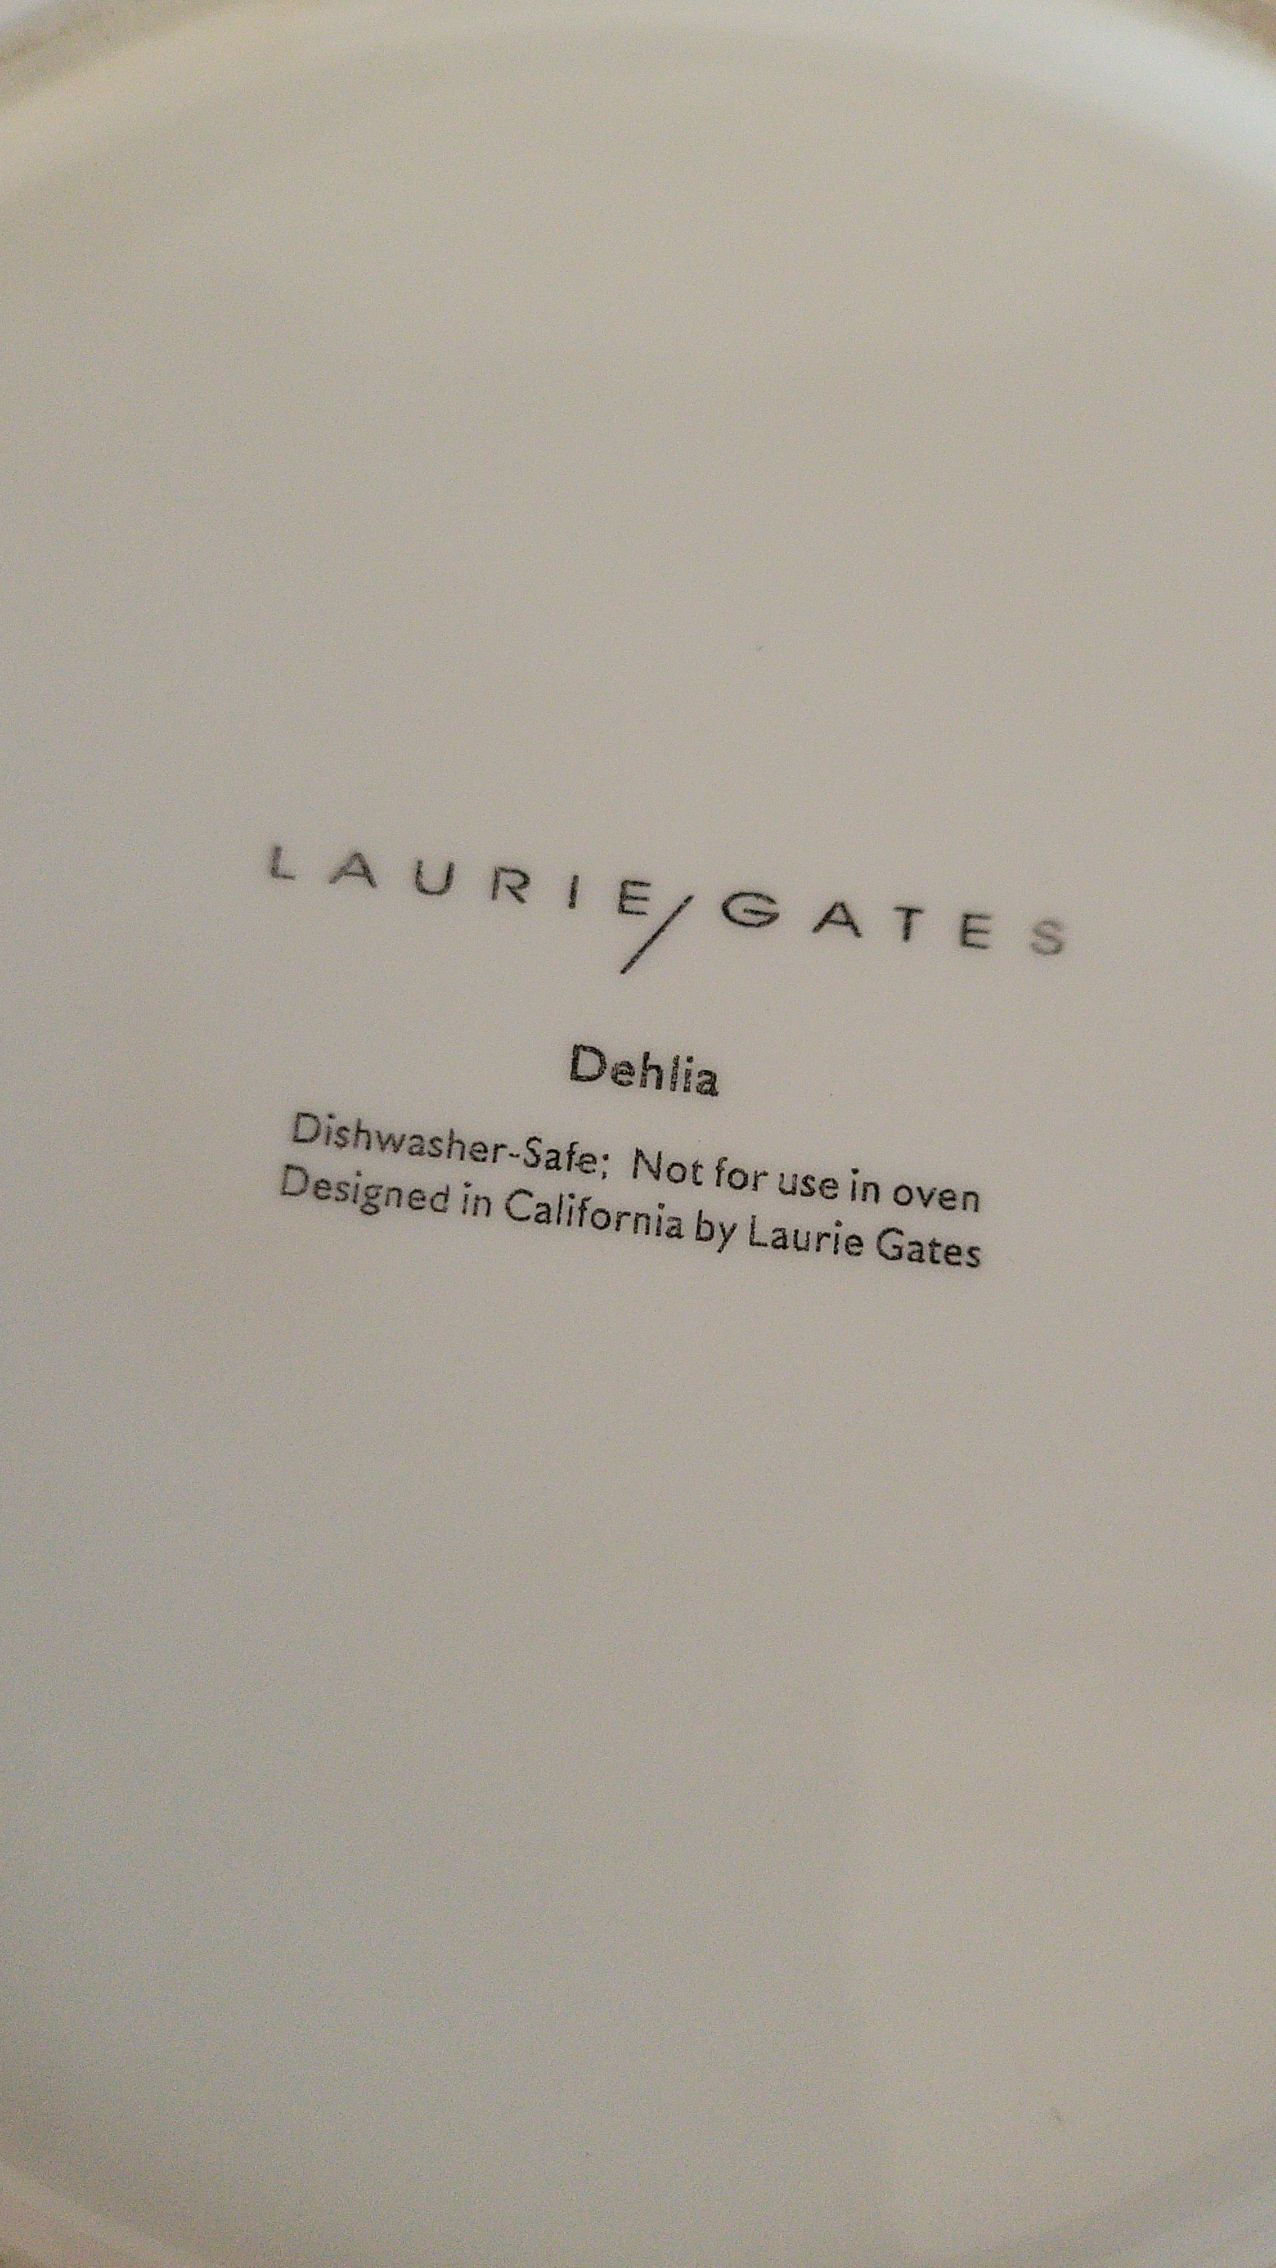 LAURIE/GATES
Dehlia
Dishwasher-Safe; Not for use in oven
Designed in California by Laurie Gates